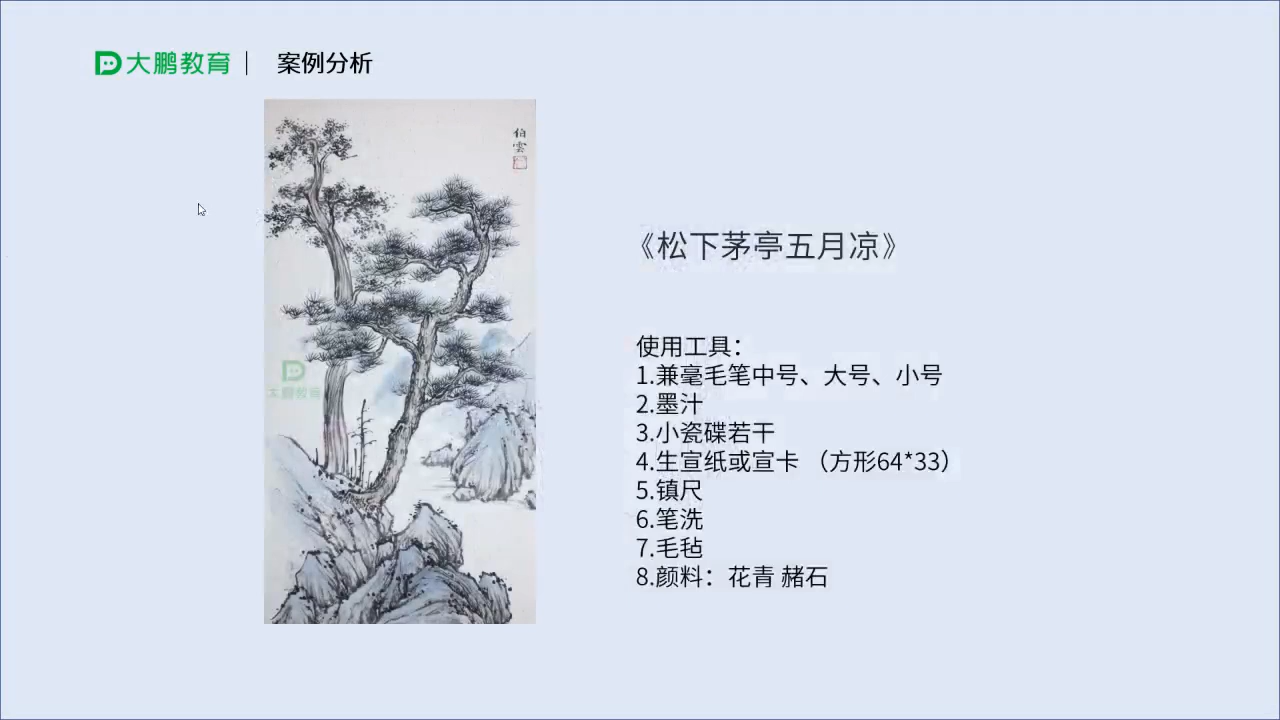 大鹏教育
案例分析
伯雲
大鹏教育
《松下茅亭五月凉》
使用工具：
1.兼毫毛笔中号、大号、小号
2.墨汁
3.小瓷碟若干
4.生宣纸或宣卡 （方形64*33）
5.镇尺
6.笔洗
7.毛毡
8.颜料：花青 赭石